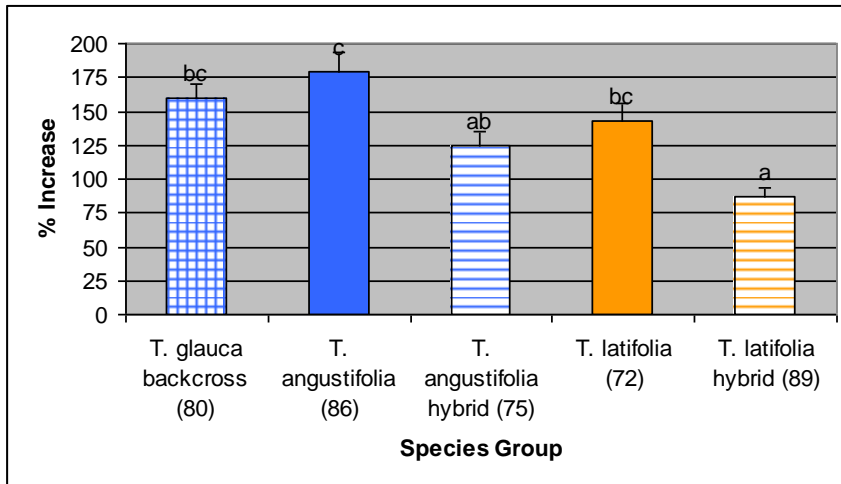 200
175
150
125
100
75
50
25
0
% Increase
bc
c
ab
bc
a
T. glauca
backcross
(80)
T.
angustifolia
(86)
T.
angustifolia
hybrid (75)
T. latifolia
(72)
T. latifolia
hybrid (89)
Species Group